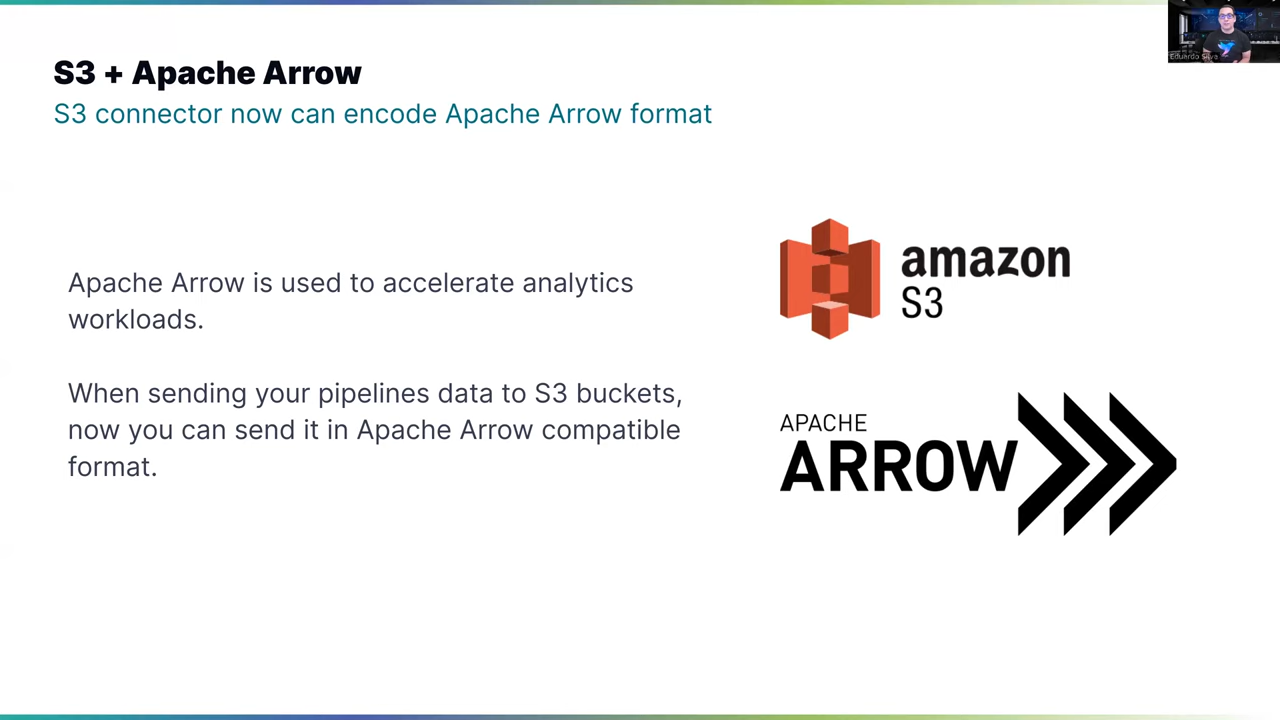 Eduardo Silva
S3 + Apache Arrow
S3 connector now can encode Apache Arrow format
Apache Arrow is used to accelerate analytics
workloads.
When sending your pipelines data to S3 buckets,
now you can send it in Apache Arrow compatible
format.
amazon
S3
APACHE
ARROW